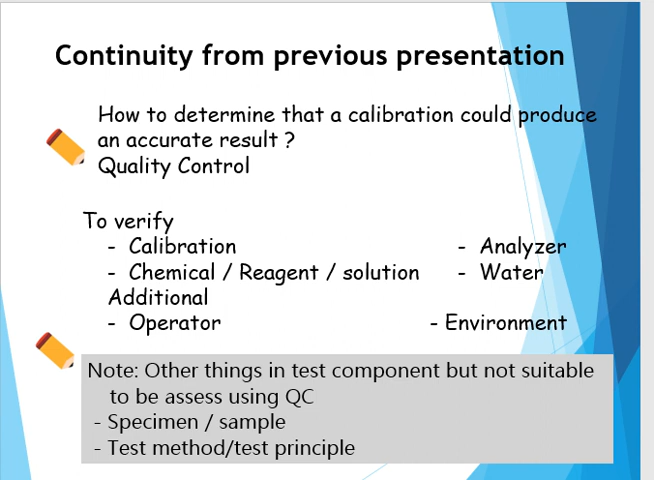 Continuity from previous presentation
How to determine that a calibration could produce
an accurate result ?
Quality Control
To verify
- Calibration - Analyzer
- Chemical / Reagent / solution - Water
Additional
- Operator - Environment
Note: Other things in test component but not suitable
to be assess using QC
- Specimen / sample
- Test method/test principle